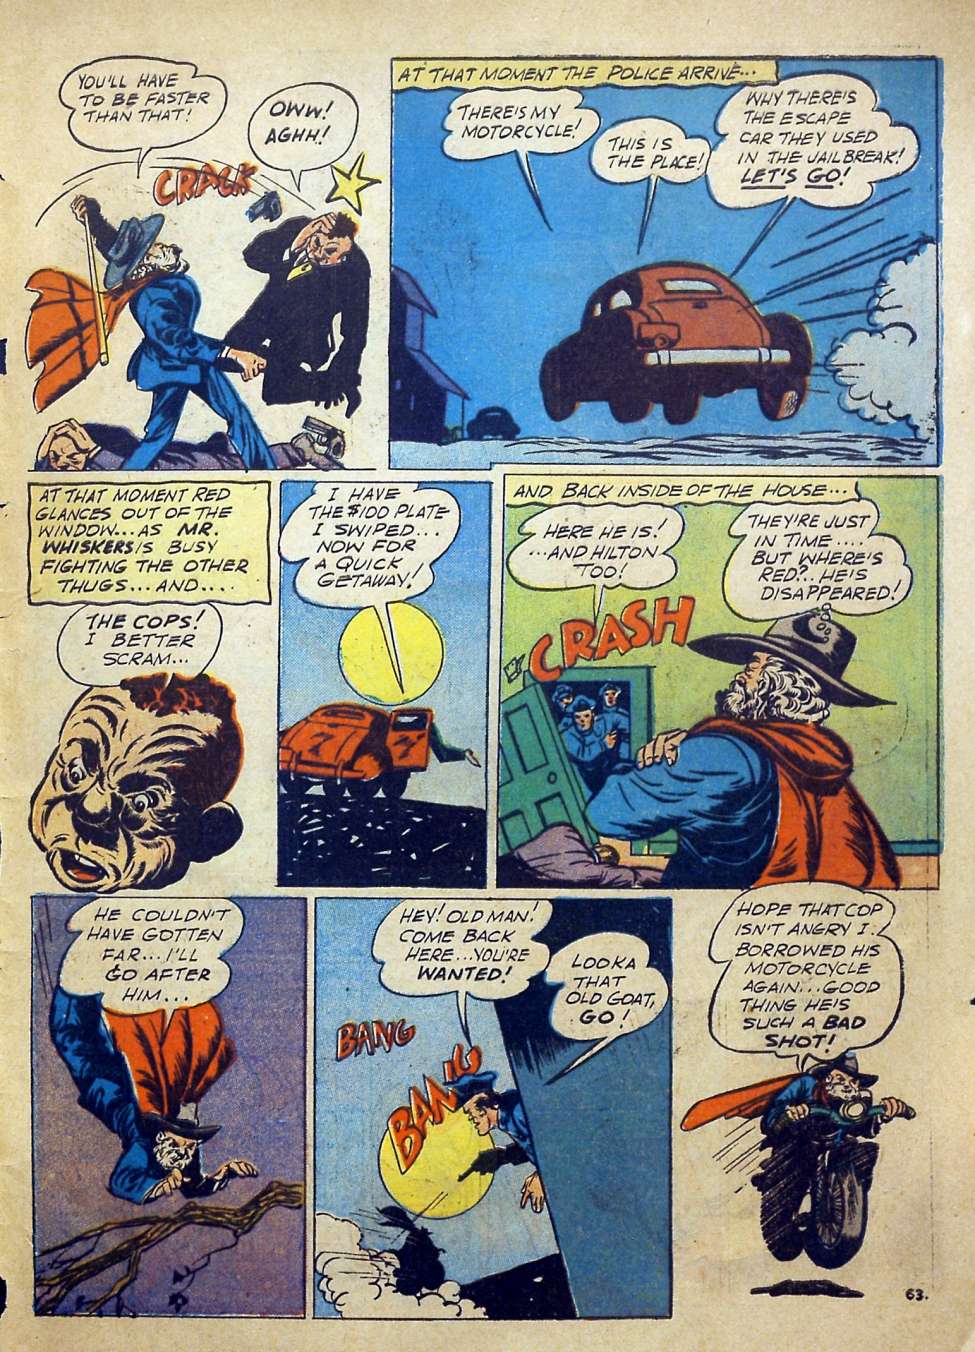 YOU'LL HAVE
TO BE FASTER
THAN THAT!
OWW!
AGHH!
CRACK
AT THAT MOMENT THE POLICE ARRIVE...
THERE'S MY
MOTORCYCLE!
THIS IS
THE PLACE!
WHY THERE'S
THE ESCAPE
CAR THEY USED
IN THE JAILBREAK!
LET'S GO!
AT THAT MOMENT RED
GLANCES OUT OF THE
WINDOW...AS MR.
WHISKERS IS BUSY
FIGHTING THE OTHER
THUGS...AND....
THE COPS!
I BETTER
SCRAM...
I HAVE
THE $100 PLATE
I SWIPED...
NOW FOR
A QUICK
GETAWAY!
AND BACK INSIDE OF THE HOUSE...
HERE HE IS!
...AND HILTON
TOO!
THEY'RE JUST
IN TIME....
BUT WHERE'S
RED?..HE IS
DISAPPEARED!
CRASH
HE COULDN'T
HAVE GOTTEN
FAR...I'LL
GO AFTER
HIM...
HEY! OLD MAN!
COME BACK
HERE...YOU'RE
WANTED!
LOOKA
THAT
OLD GOAT,
GO!
BANG
BANG
HOPE THAT COP
ISN'T ANGRY I
BORROWED HIS
MOTORCYCLE
AGAIN...GOOD
THING HE'S
SUCH A BAD
SHOT!
63.